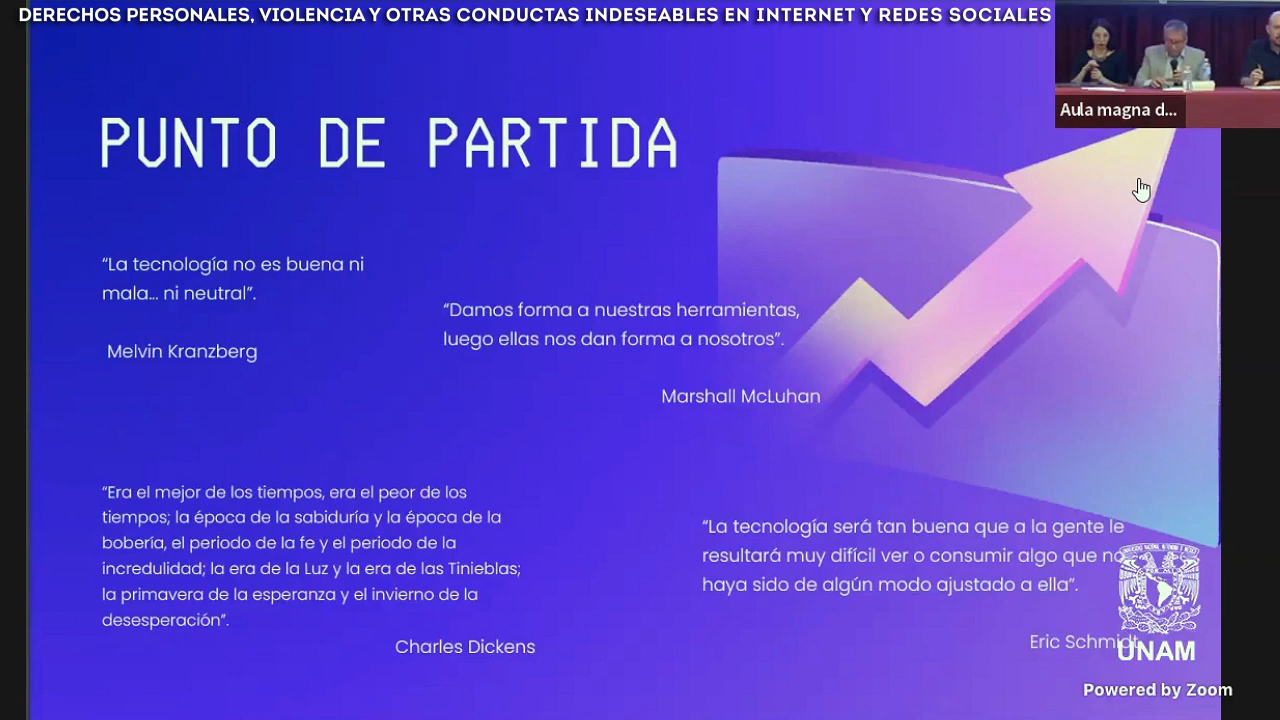 DERECHOS PERSONALES, VIOLENCIA Y OTRAS CONDUCTAS INDESEABLES EN INTERNET Y REDES SOCIALES
Aula magna d...
PUNTO DE PARTIDA
“La tecnología no es buena ni
mala... ni neutral”.
Melvin Kranzberg
“Damos forma a nuestras herramientas,
luego ellas nos dan forma a nosotros”.
Marshall McLuhan
“Era el mejor de los tiempos, era el peor de los
tiempos; la época de la sabiduría y la época de la
bobería, el periodo de la fe y el periodo de la
incredulidad; la era de la Luz y la era de las Tinieblas;
la primavera de la esperanza y el invierno de la
desesperación”.
Charles Dickens
“La tecnología será tan buena que a la gente le
resultará muy difícil ver o consumir algo que no
haya sido de algún modo ajustado a ella”.
Eric Schmidt
UNAM
Powered by Zoom